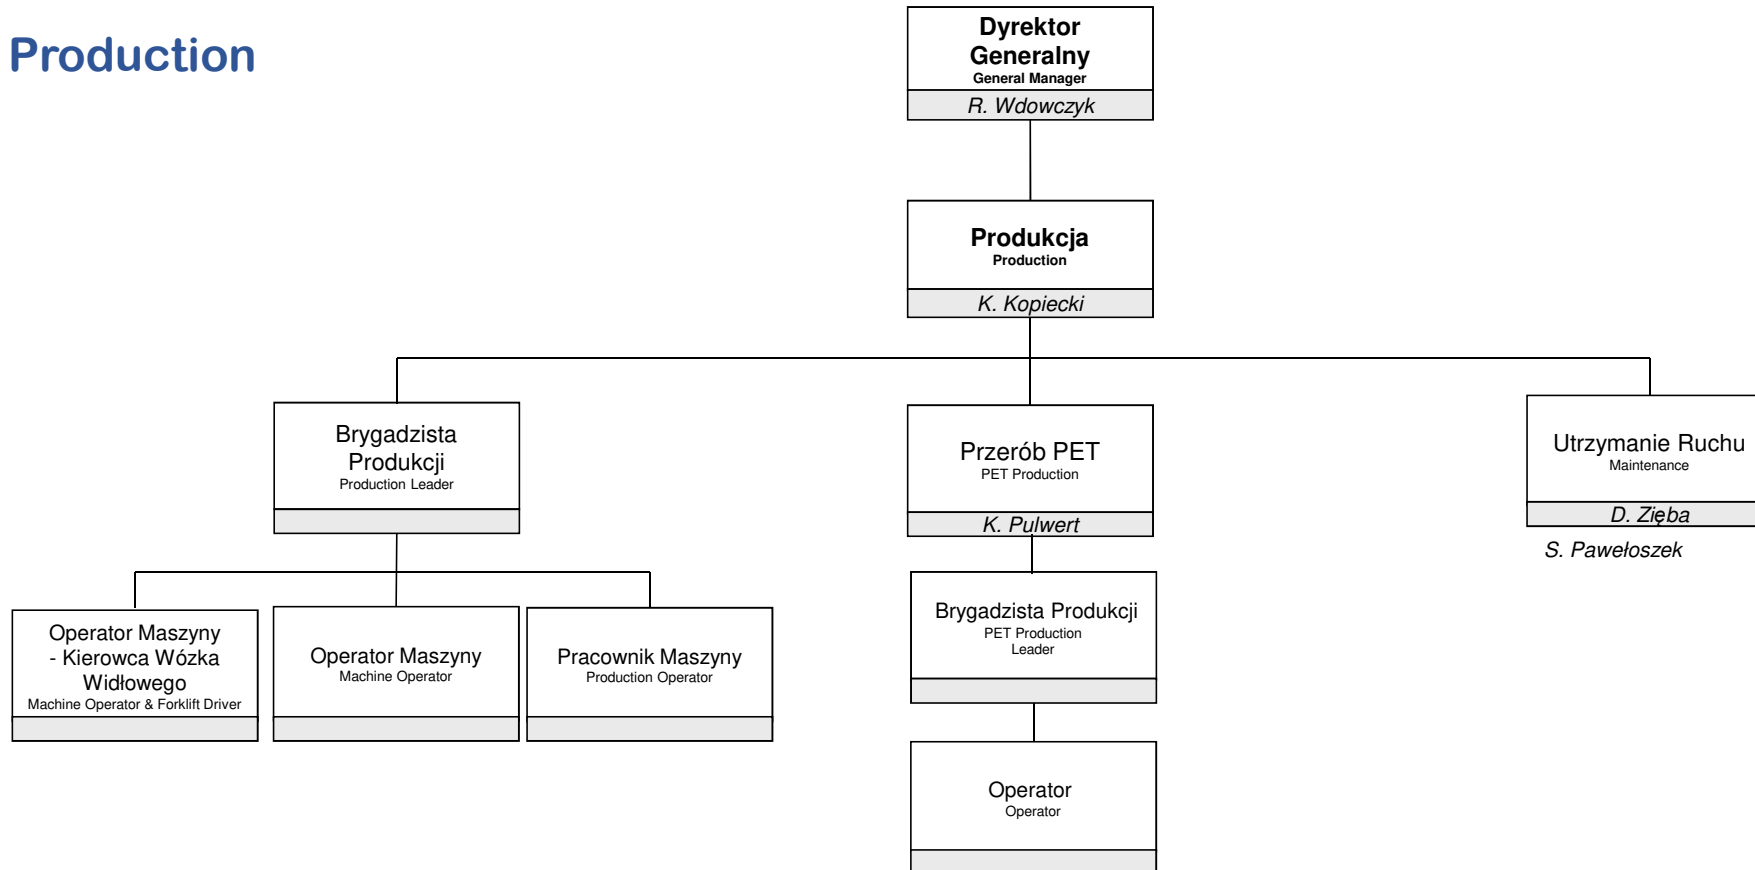 Production
Dyrektor
Generalny
General Manager
R. Wdowczyk
Produkcja
Production
K. Kopiecki
Brygadzista
Produkcji
Production Leader
Przerób PET
PET Production
K. Pulwert
Utrzymanie Ruchu
Maintenance
D. Zięba
S. Pawełoszek
Operator Maszyny
- Kierowca Wózka
Widłowego
Machine Operator & Forklift Driver
Operator Maszyny
Machine Operator
Pracownik Maszyny
Production Operator
Brygadzista Produkcji
PET Production
Leader
Operator
Operator